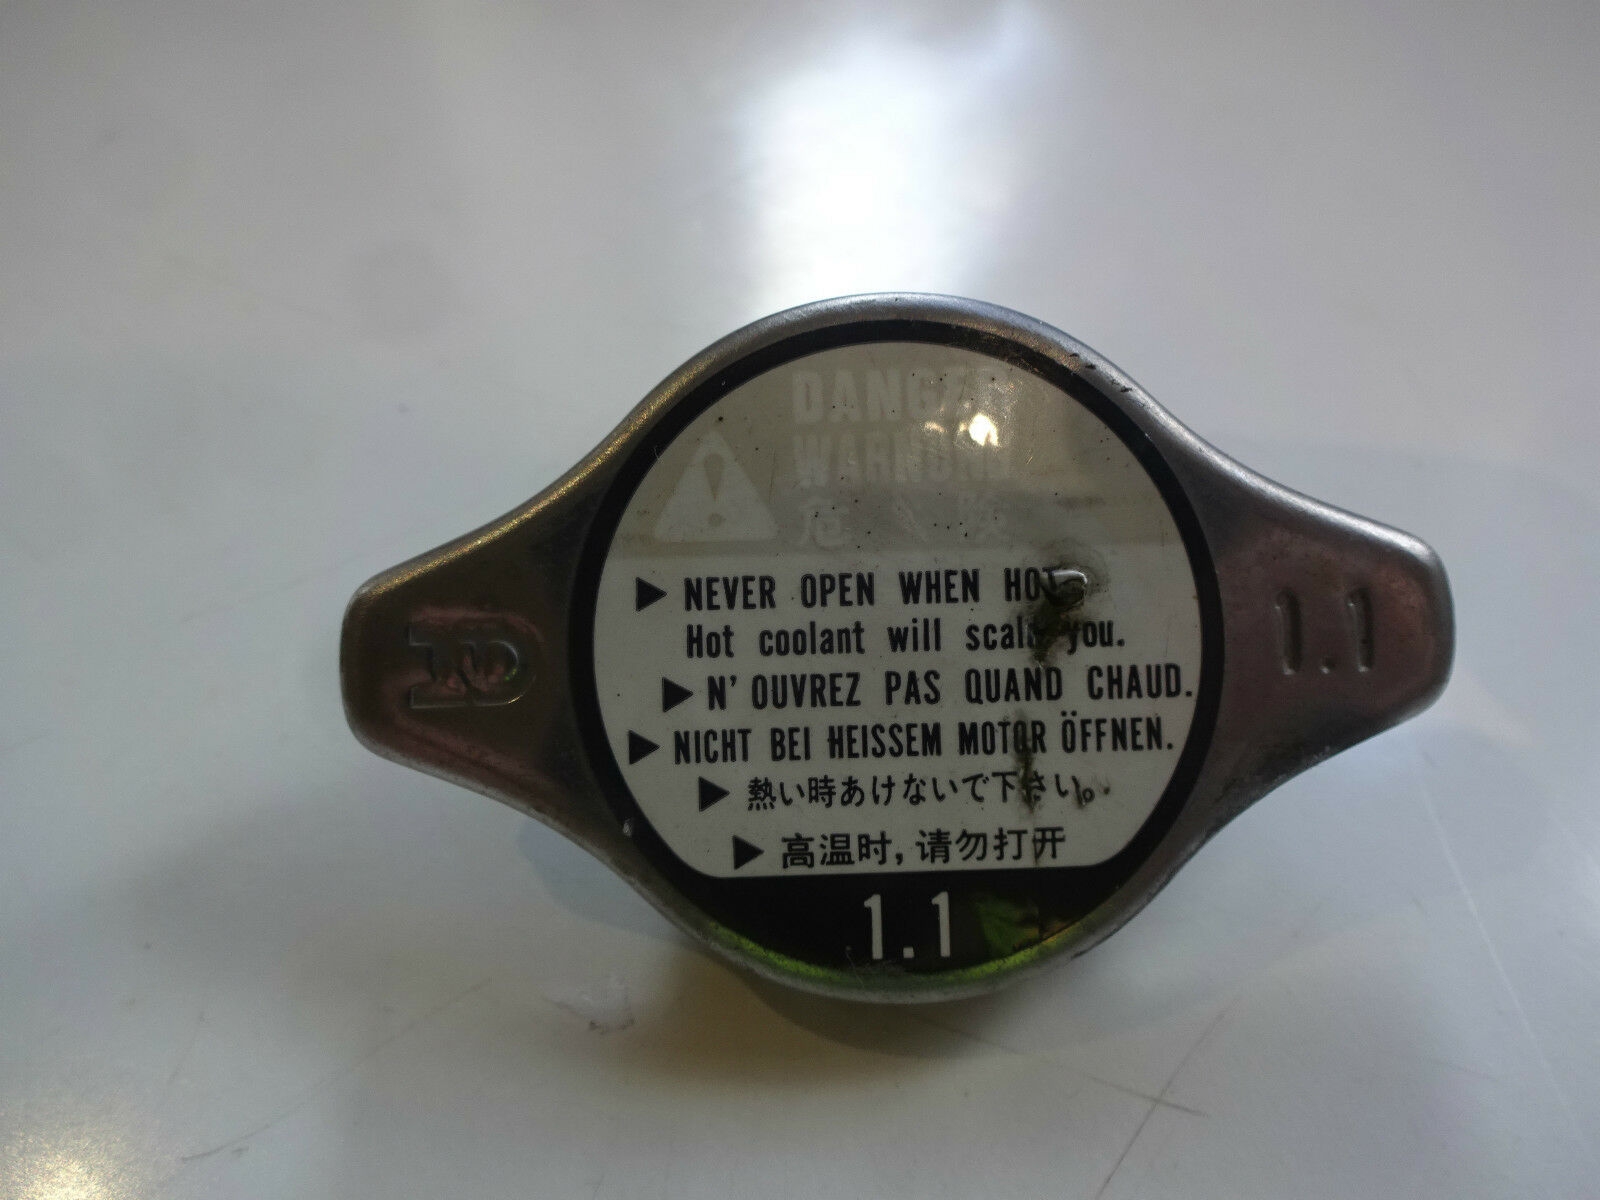 DANGER
WARNUNG
危 険
▶ NEVER OPEN WHEN HOT
Hot coolant will scald you.
▶ N' OUVREZ PAS QUAND CHAUD.
▶ NICHT BEI HEISSEM MOTOR ÖFFNEN.
▶ 熱い時あけないで下さい。
▶ 高温时,请勿打开
1.1
1.1